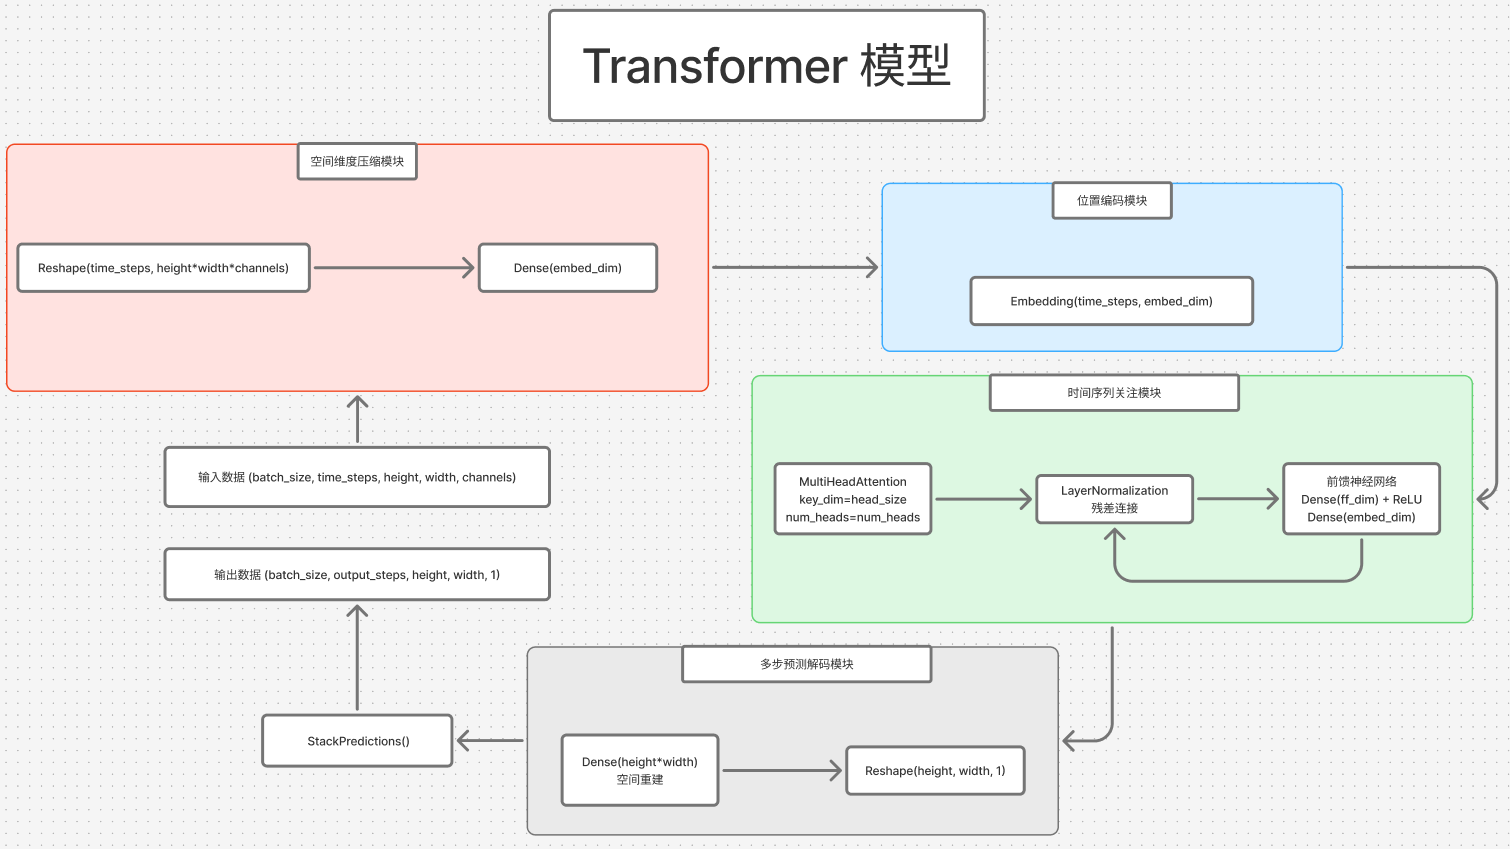 Transformer 模型
空间维度压缩模块
Reshape(time_steps, height*width*channels)
Dense(embed_dim)
位置编码模块
Embedding(time_steps, embed_dim)
时间序列关注模块
MultiHeadAttention
key_dim=head_size
num_heads=num_heads
LayerNormalization
残差连接
前馈神经网络
Dense(ff_dim) + ReLU
Dense(embed_dim)
输入数据 (batch_size, time_steps, height, width, channels)
输出数据 (batch_size, output_steps, height, width, 1)
多步预测解码模块
Dense(height*width)
空间重建
Reshape(height, width, 1)
StackPredictions()